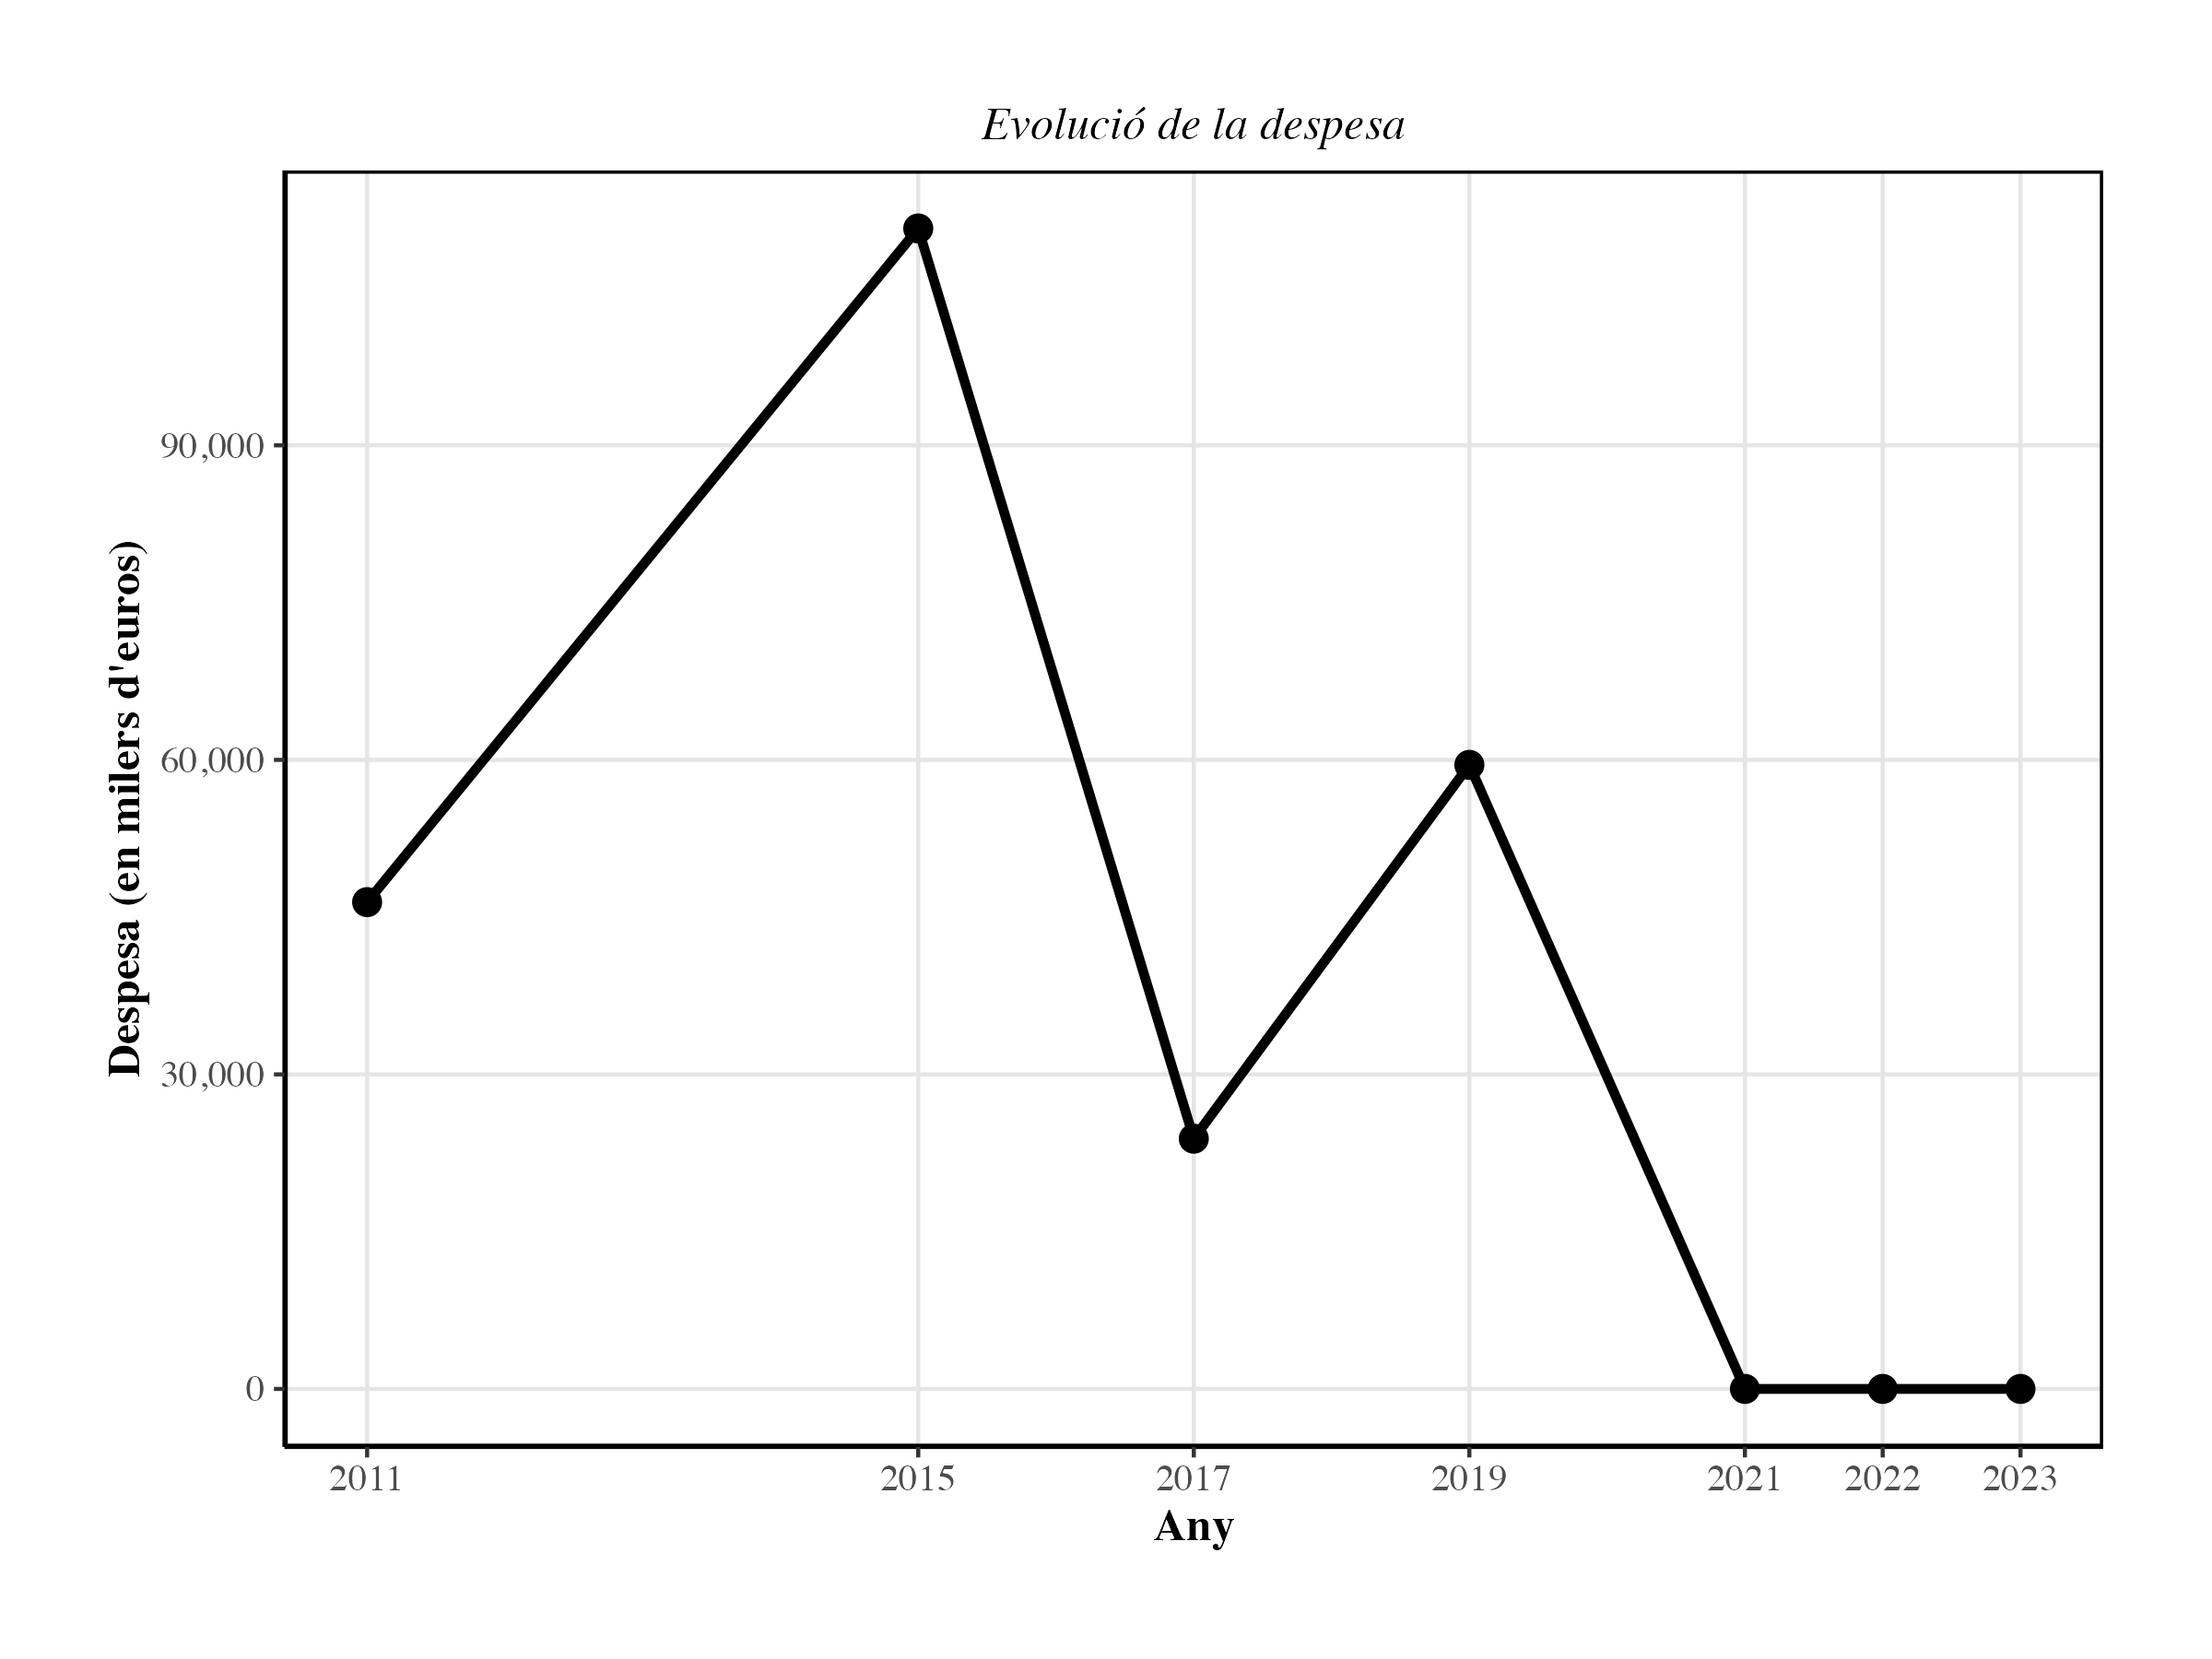 Evolució de la despesa
Despesa (en milers d'euros)
90,000
60,000
30,000
0
2011 2015 2017 2019 2021 2022 2023
Any